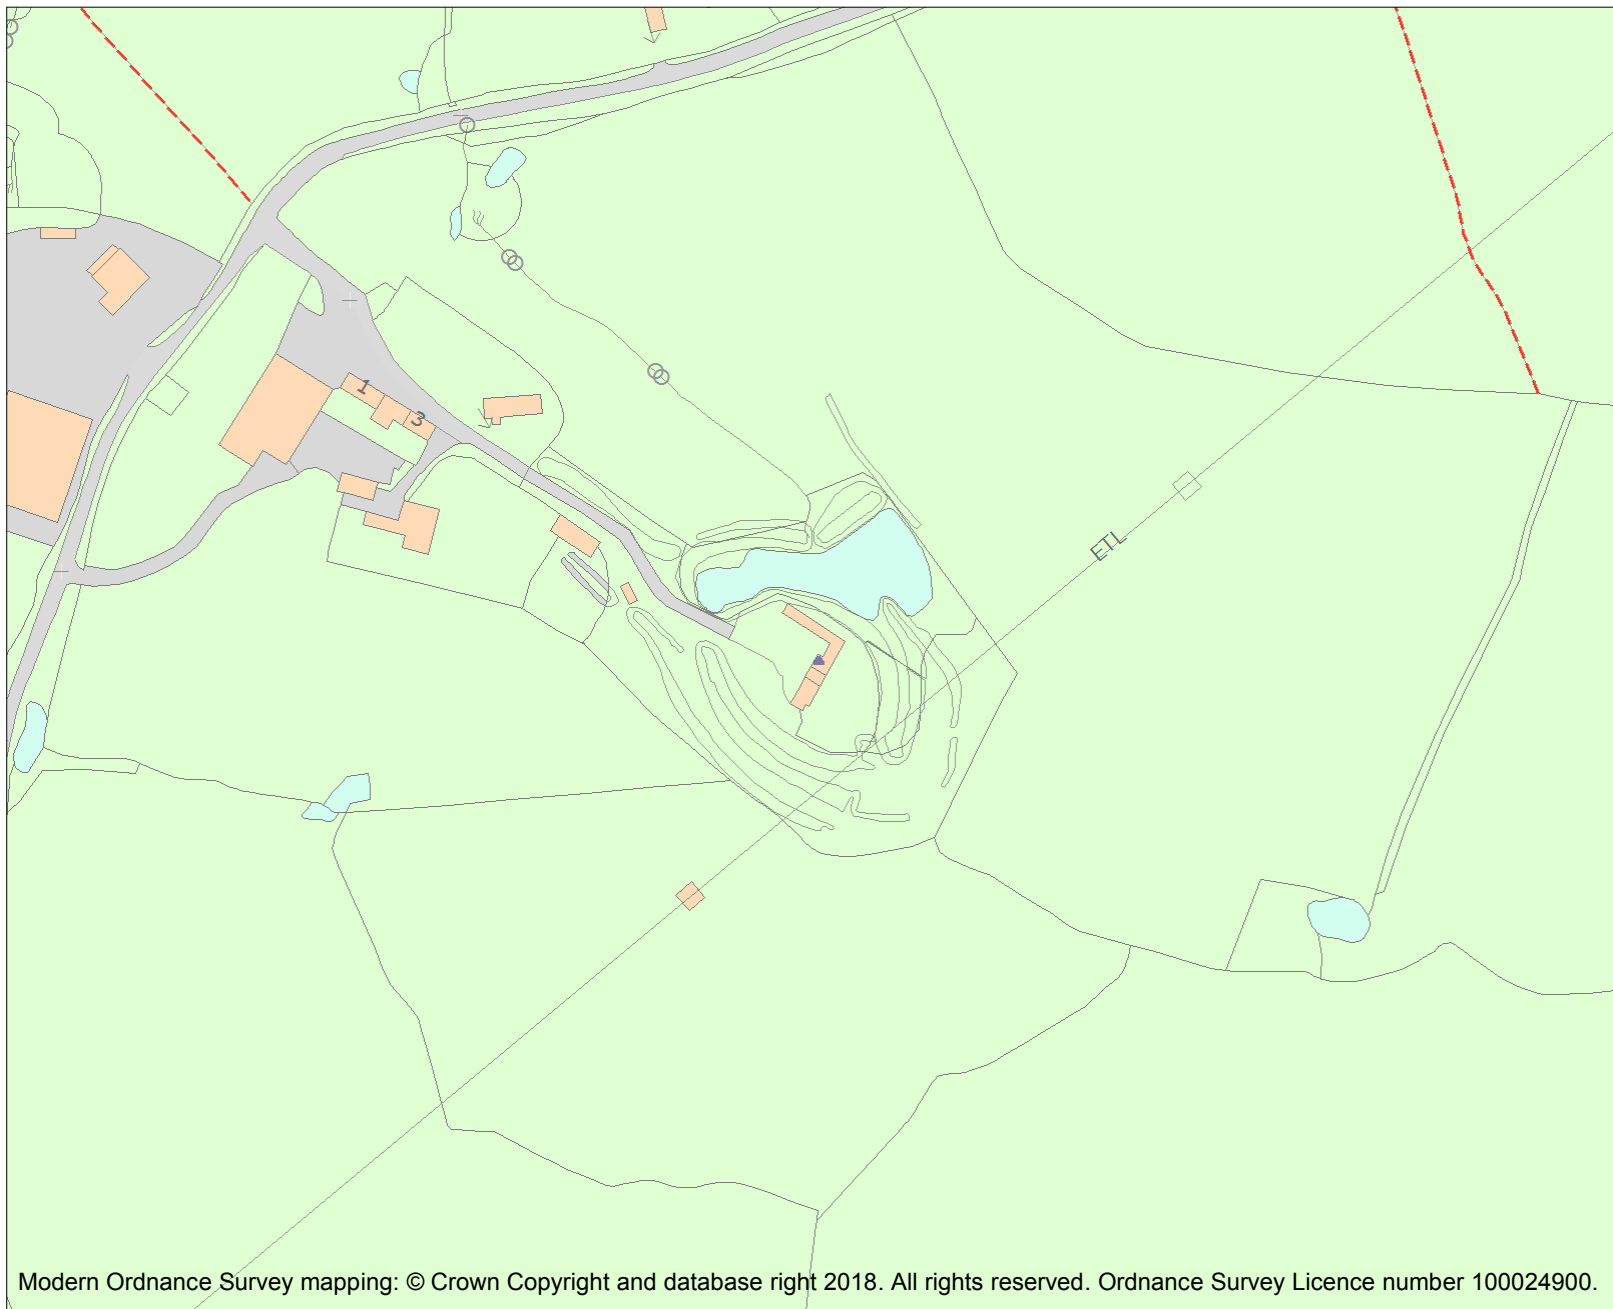 1
3
ETL
Modern Ordnance Survey mapping: © Crown Copyright and database right 2018. All rights reserved. Ordnance Survey Licence number 100024900.